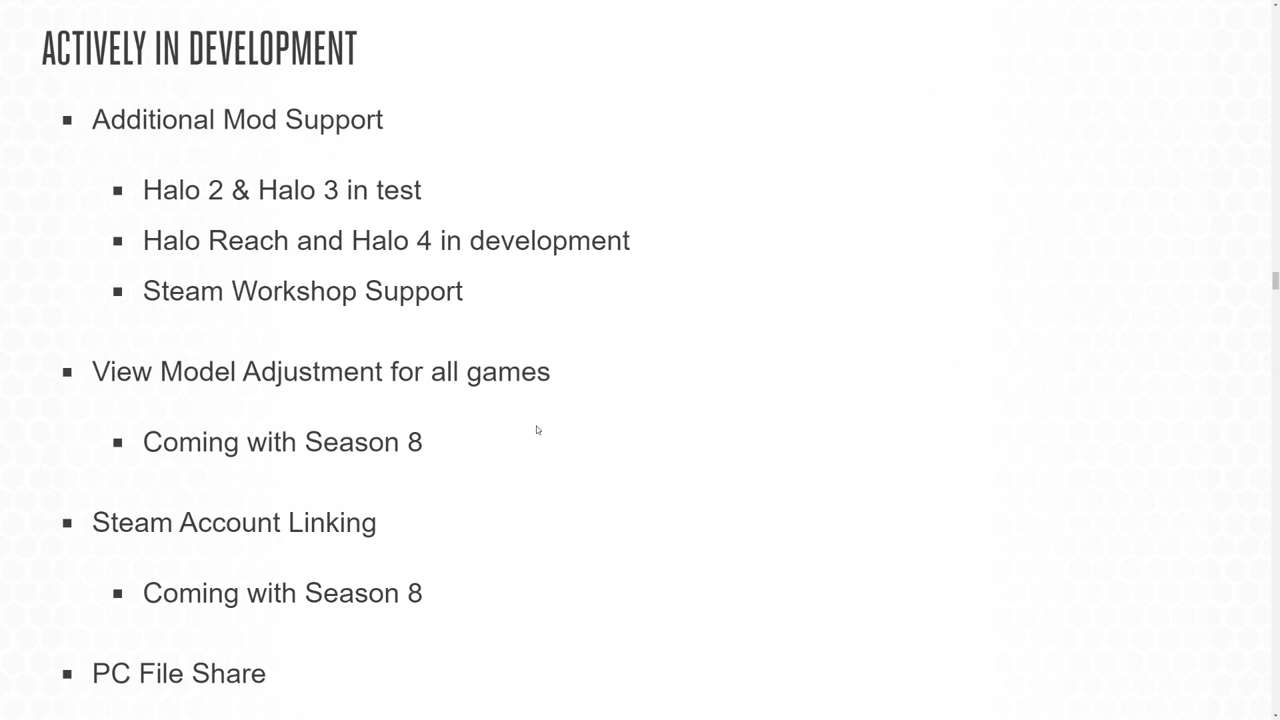 ACTIVELY IN DEVELOPMENT
Additional Mod Support
Halo 2 & Halo 3 in test
Halo Reach and Halo 4 in development
Steam Workshop Support
View Model Adjustment for all games
Coming with Season 8
Steam Account Linking
Coming with Season 8
PC File Share